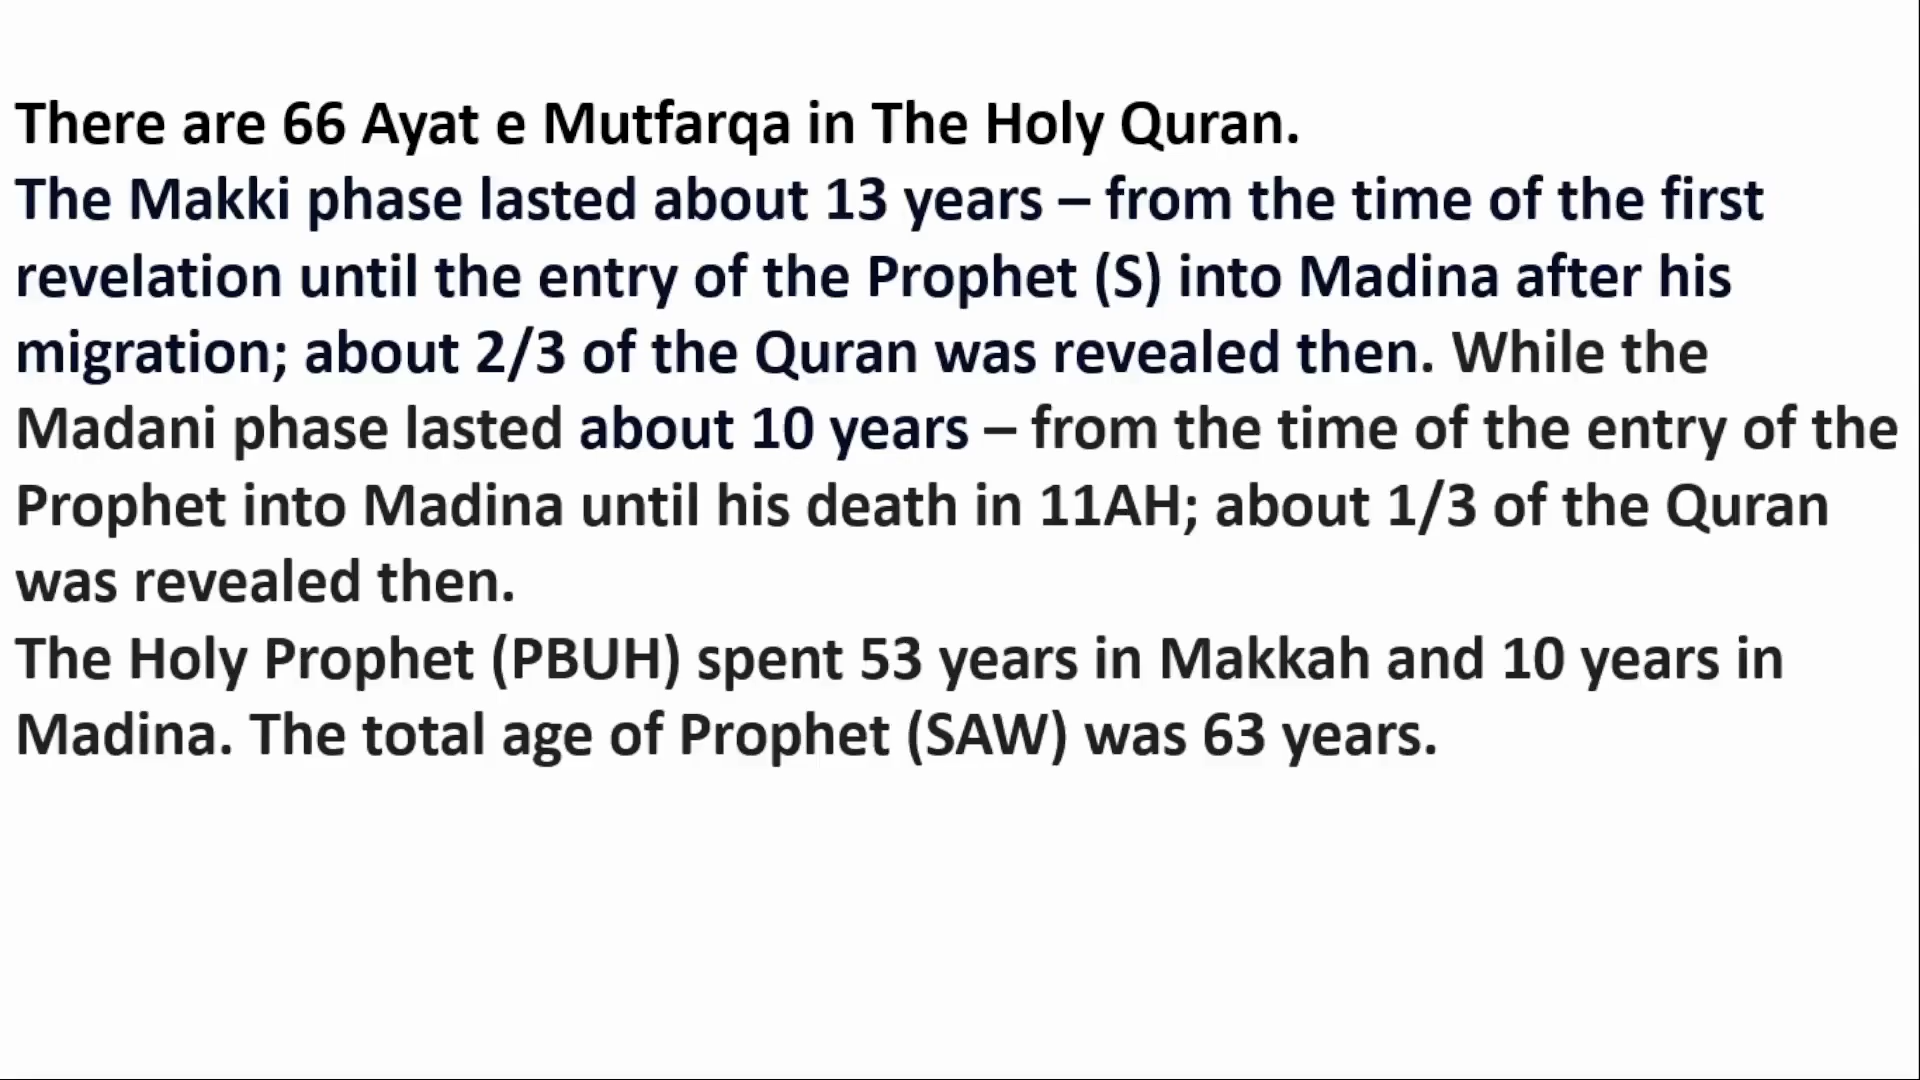 There are 66 Ayat e Mutfarqa in The Holy Quran.
The Makki phase lasted about 13 years – from the time of the first
revelation until the entry of the Prophet (S) into Madina after his
migration; about 2/3 of the Quran was revealed then. While the
Madani phase lasted about 10 years – from the time of the entry of the
Prophet into Madina until his death in 11AH; about 1/3 of the Quran
was revealed then.
The Holy Prophet (PBUH) spent 53 years in Makkah and 10 years in
Madina. The total age of Prophet (SAW) was 63 years.